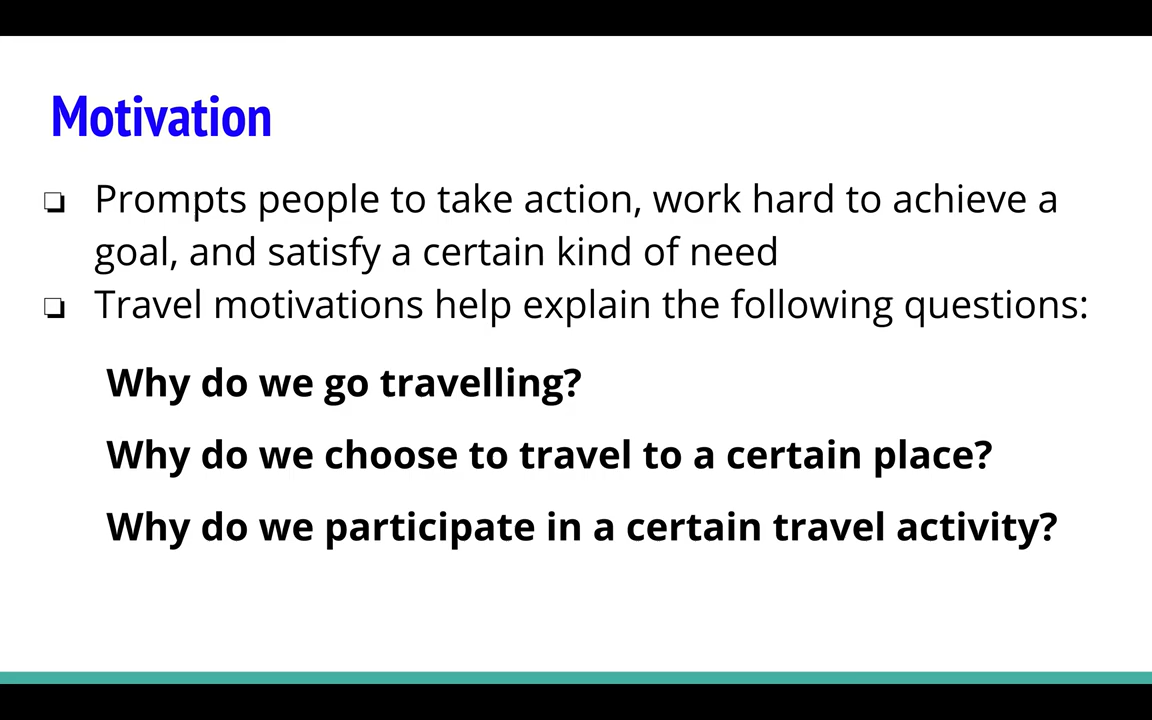 Motivation
❏ Prompts people to take action, work hard to achieve a
goal, and satisfy a certain kind of need
❏ Travel motivations help explain the following questions:
Why do we go travelling?
Why do we choose to travel to a certain place?
Why do we participate in a certain travel activity?